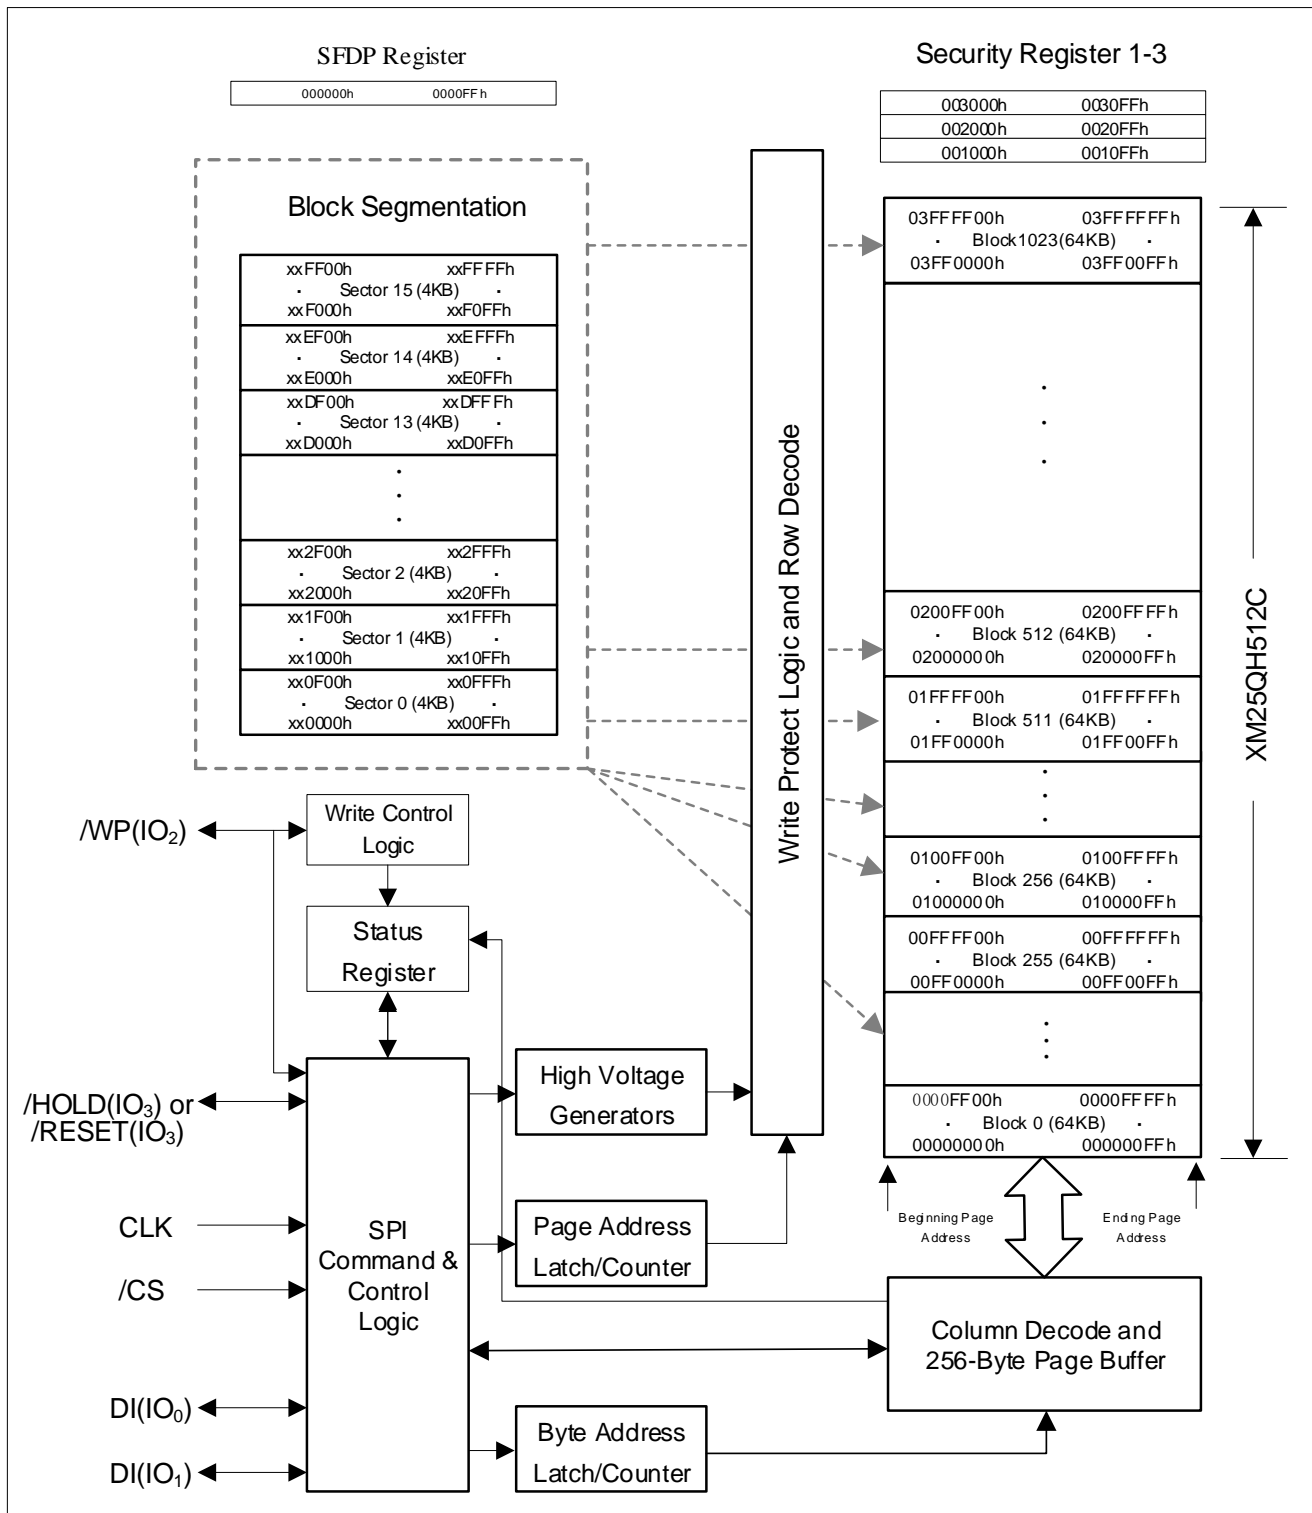 SFDP Register
000000h 0000FFh
Security Register 1-3
003000h 0030FFh
002000h 0020FFh
001000h 0010FFh
Block Segmentation
xxFF00h xxFFFFh
· Sector 15 (4KB) ·
xxF000h xxF0FFh
xxEF00h xxEFFFh
· Sector 14 (4KB) ·
xxE000h xxE0FFh
xxDF00h xxDFFFh
· Sector 13 (4KB) ·
xxD000h xxD0FFh
xx2F00h xx2FFFh
· Sector 2 (4KB) ·
xx2000h xx20FFh
xx1F00h xx1FFFh
· Sector 1 (4KB) ·
xx1000h xx10FFh
xx0F00h xx0FFFh
· Sector 0 (4KB) ·
xx0000h xx00FFh
Write Protect Logic and Row Decode
03FFFF00h 03FFFFFFh
· Block1023(64KB) ·
03FF0000h 03FF00FFh
0200FF00h 0200FFFFh
· Block 512 (64KB) ·
02000000h 020000FFh
01FFFF00h 01FFFFFFh
· Block 511 (64KB) ·
01FF0000h 01FF00FFh
0100FF00h 0100FFFFh
· Block 256 (64KB) ·
01000000h 010000FFh
00FFFF00h 00FFFFFFh
· Block 255 (64KB) ·
00FF0000h 00FF00FFh
0000FF00h 0000FFFFh
· Block 0 (64KB) ·
00000000h 000000FFh
XM25QH512C
Beginning Page
Address
Ending Page
Address
/WP(IO₂)
Write Control
Logic
Status
Register
/HOLD(IO₃) or
/RESET(IO₃)
CLK
/CS
DI(IO₀)
DI(IO₁)
SPI
Command &
Control
Logic
High Voltage
Generators
Page Address
Latch/Counter
Byte Address
Latch/Counter
Column Decode and
256-Byte Page Buffer